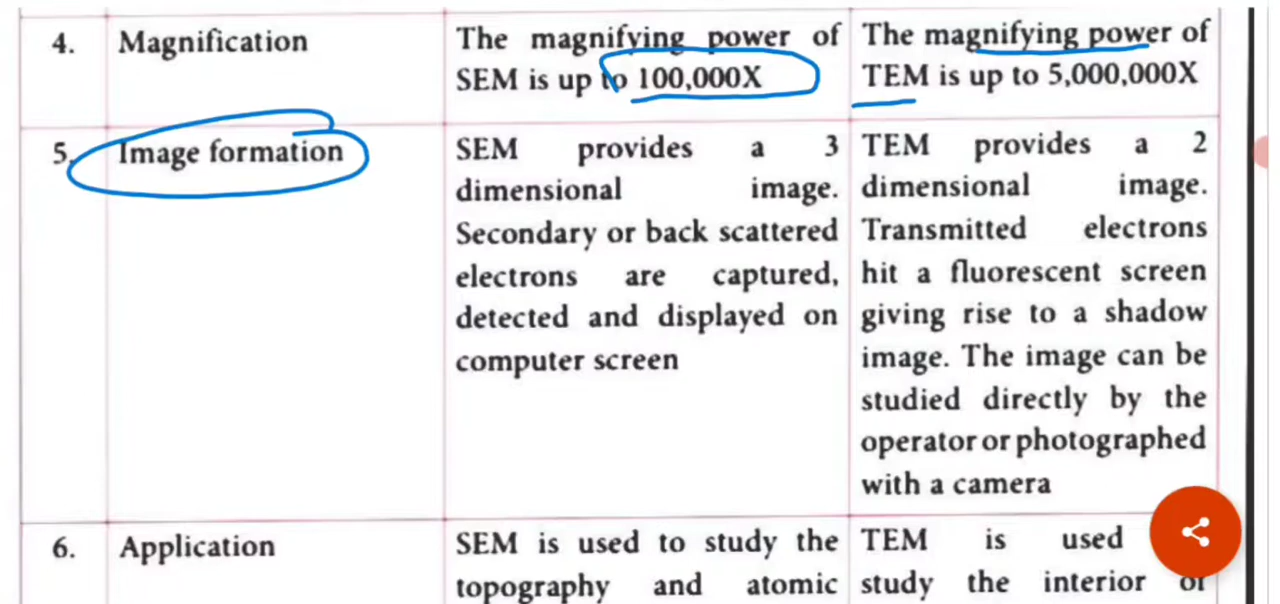 4. Magnification
The magnifying power of
SEM is up to 100,000X
The magnifying power of
TEM is up to 5,000,000X
5. Image formation
SEM provides a 3
dimensional image.
Secondary or back scattered
electrons are captured,
detected and displayed on
computer screen
TEM provides a 2
dimensional image.
Transmitted electrons
hit a fluorescent screen
giving rise to a shadow
image. The image can be
studied directly by the
operator or photographed
with a camera
6. Application
SEM is used to study the
topography and atomic
TEM is used
study the interior of